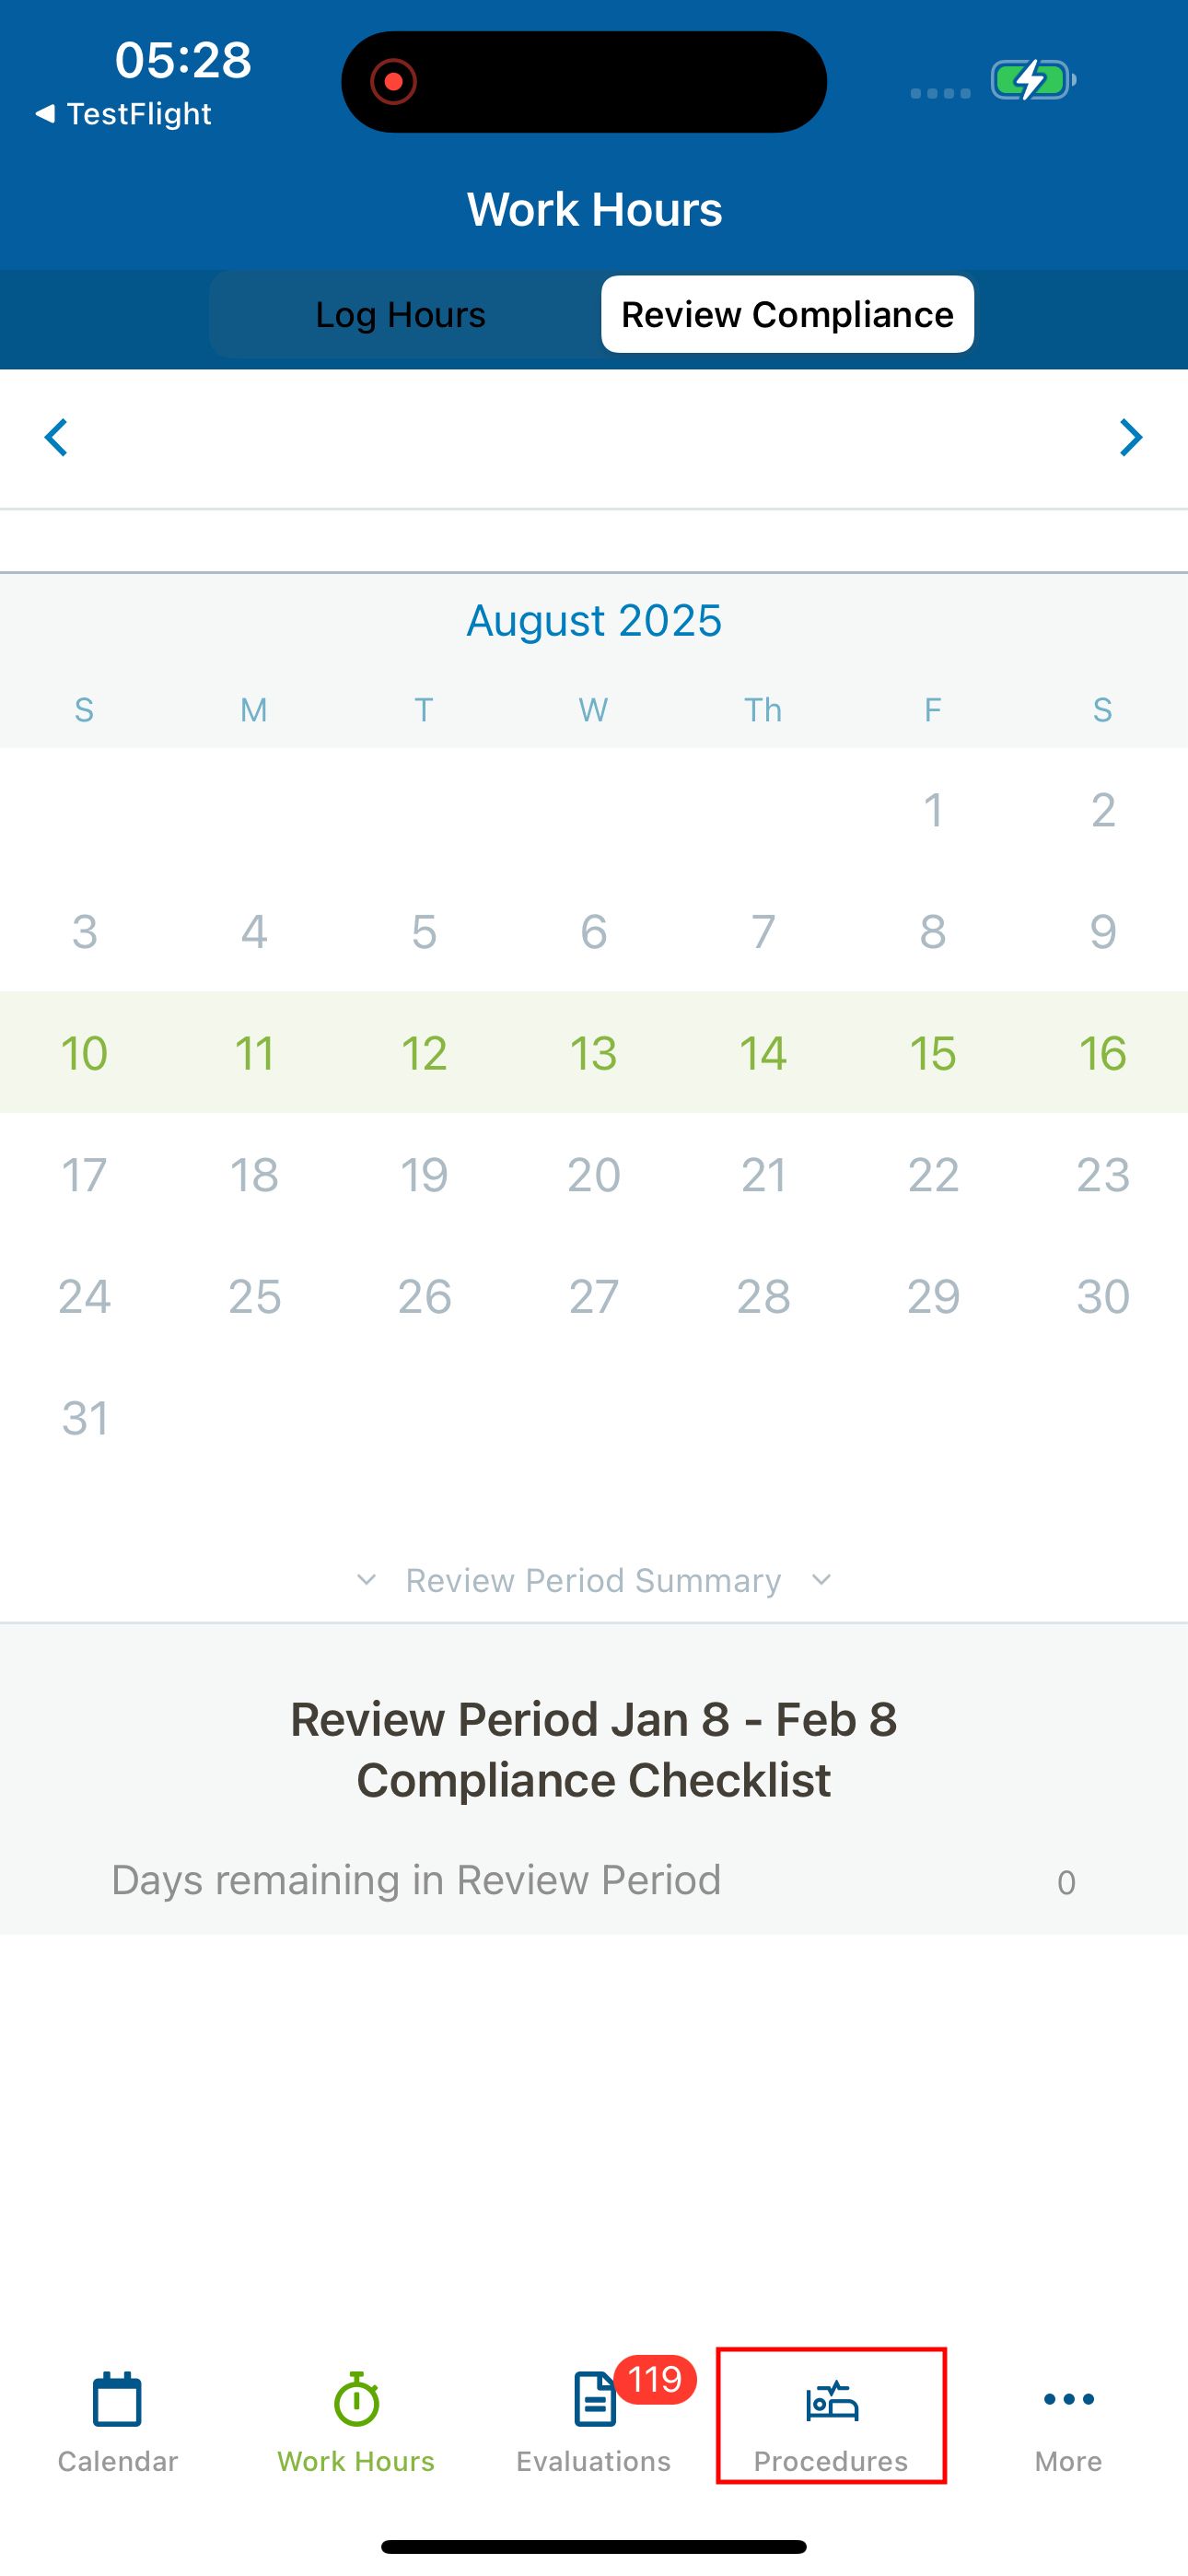 05:28
TestFlight
Work Hours
Log Hours Review Compliance
August 2025
S M T W Th F S
1 2
3 4 5 6 7 8 9
10 11 12 13 14 15 16
17 18 19 20 21 22 23
24 25 26 27 28 29 30
31
Review Period Summary
Review Period Jan 8 - Feb 8
Compliance Checklist
Days remaining in Review Period 0
119
Calendar Work Hours Evaluations Procedures More